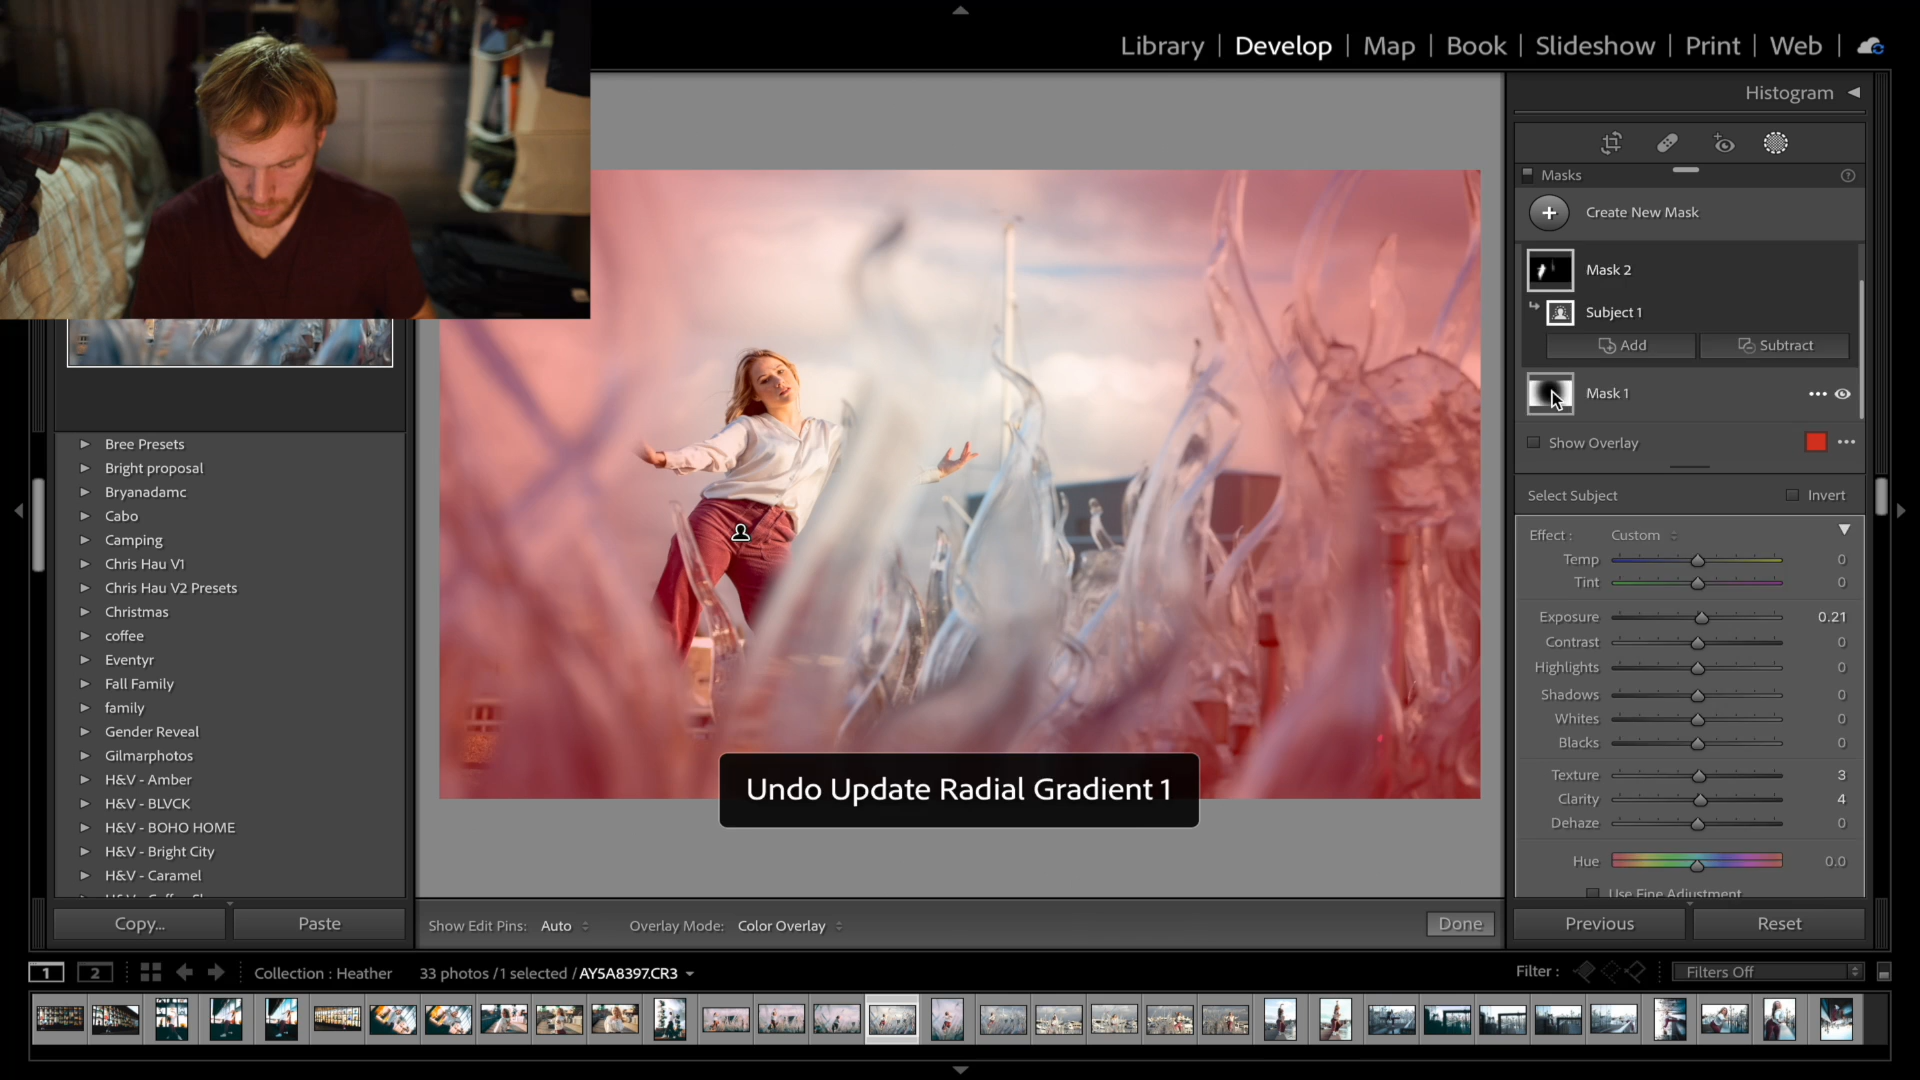 Library | Develop | Map | Book | Slideshow | Print | Web |
Histogram
Masks
Create New Mask
Mask 2
Subject 1
Add
Subtract
Mask 1
Show Overlay
Select Subject
Invert
Effect : Custom
Temp 0
Tint 0
Exposure 0.21
Contrast 0
Highlights 0
Shadows 0
Whites 0
Blacks 0
Texture 3
Clarity 4
Dehaze 0
Hue 0.0
Use Fine Adjustment
Previous
Reset
Bree Presets
Bright proposal
Bryanadamc
Cabo
Camping
Chris Hau V1
Chris Hau V2 Presets
Christmas
coffee
Eventyr
Fall Family
family
Gender Reveal
Gilmarphotos
H&V - Amber
H&V - BLVCK
H&V - BOHO HOME
H&V - Bright City
H&V - Caramel
Copy...
Paste
Undo Update Radial Gradient 1
Show Edit Pins: Auto
Overlay Mode: Color Overlay
Done
1
2
Collection : Heather
33 photos /1 selected / AY5A8397.CR3
Filter :
Filters Off